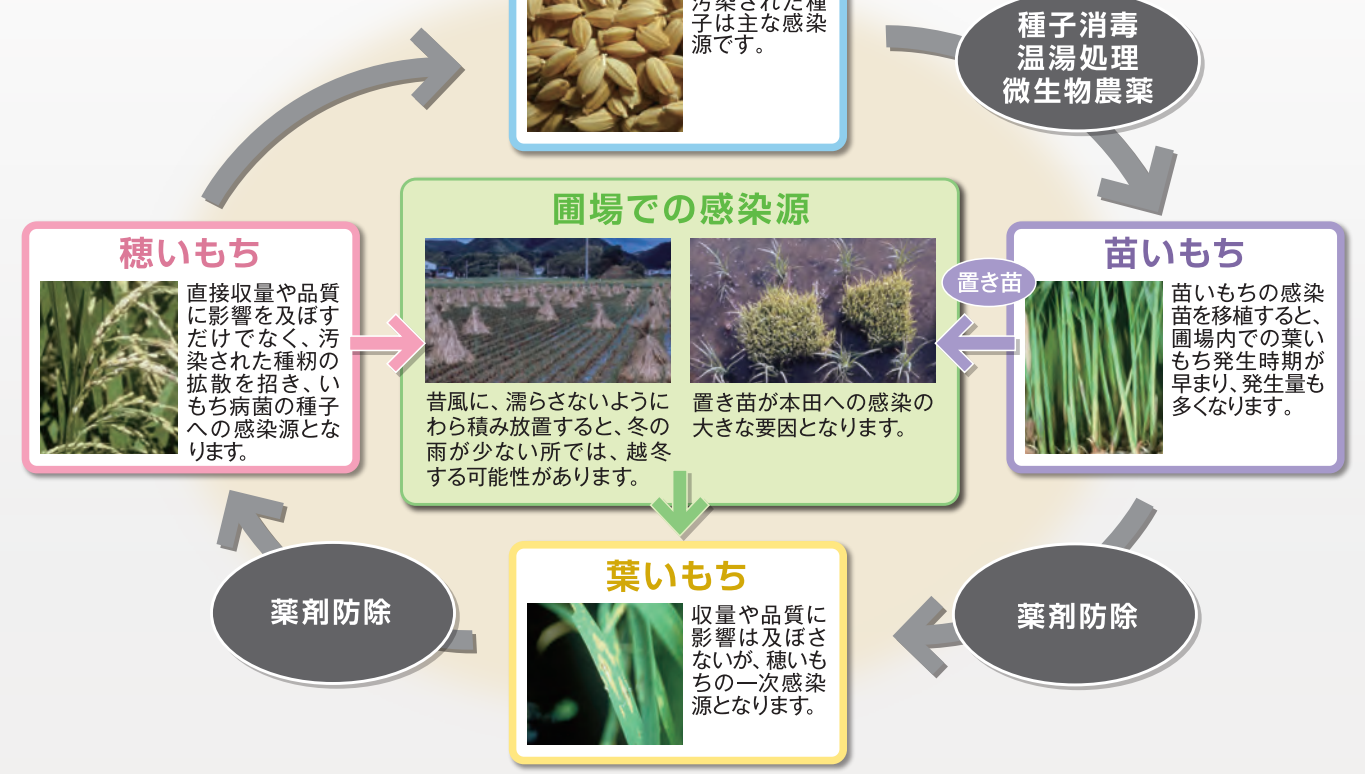 汚染された種
子は主な感染
源です。
種子消毒
温湯処理
微生物農薬
圃場での感染源
穂いもち
直接収量や品質
に影響を及ぼす
だけでなく、汚
染された種籾の
拡散を招き、い
もち病菌の種子
への感染源とな
ります。
昔風に、濡らさないように
わら積み放置すると、冬の
雨が少ない所では、越冬
する可能性があります。
置き苗が本田への感染の
大きな要因となります。
置き苗
苗いもち
苗いもちの感染
苗を移植すると、
圃場内での葉い
もち発生時期が
早まり、発生量も
多くなります。
薬剤防除
葉いもち
収量や品質に
影響は及ぼさ
ないが、穂いも
ちの一次感染
源となります。
薬剤防除